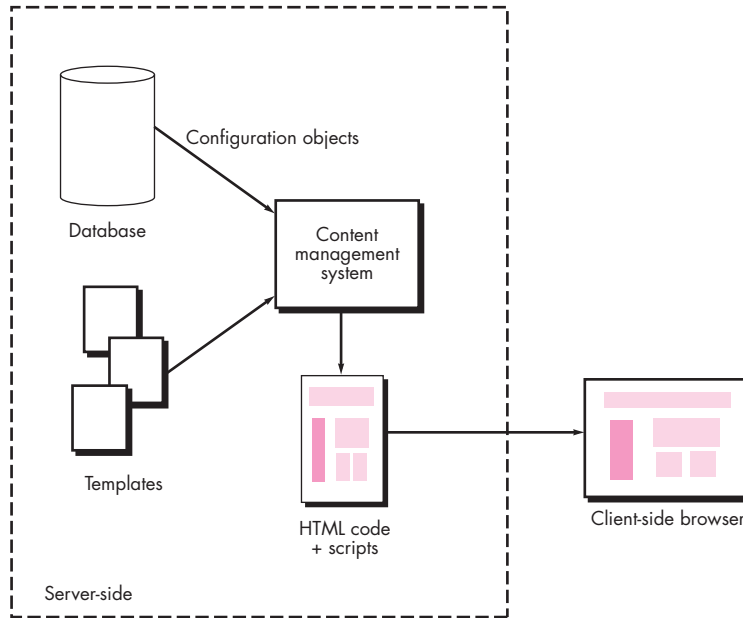 Configuration objects
Database
Content
management
system
Templates
HTML code
+ scripts
Client-side browser
Server-side